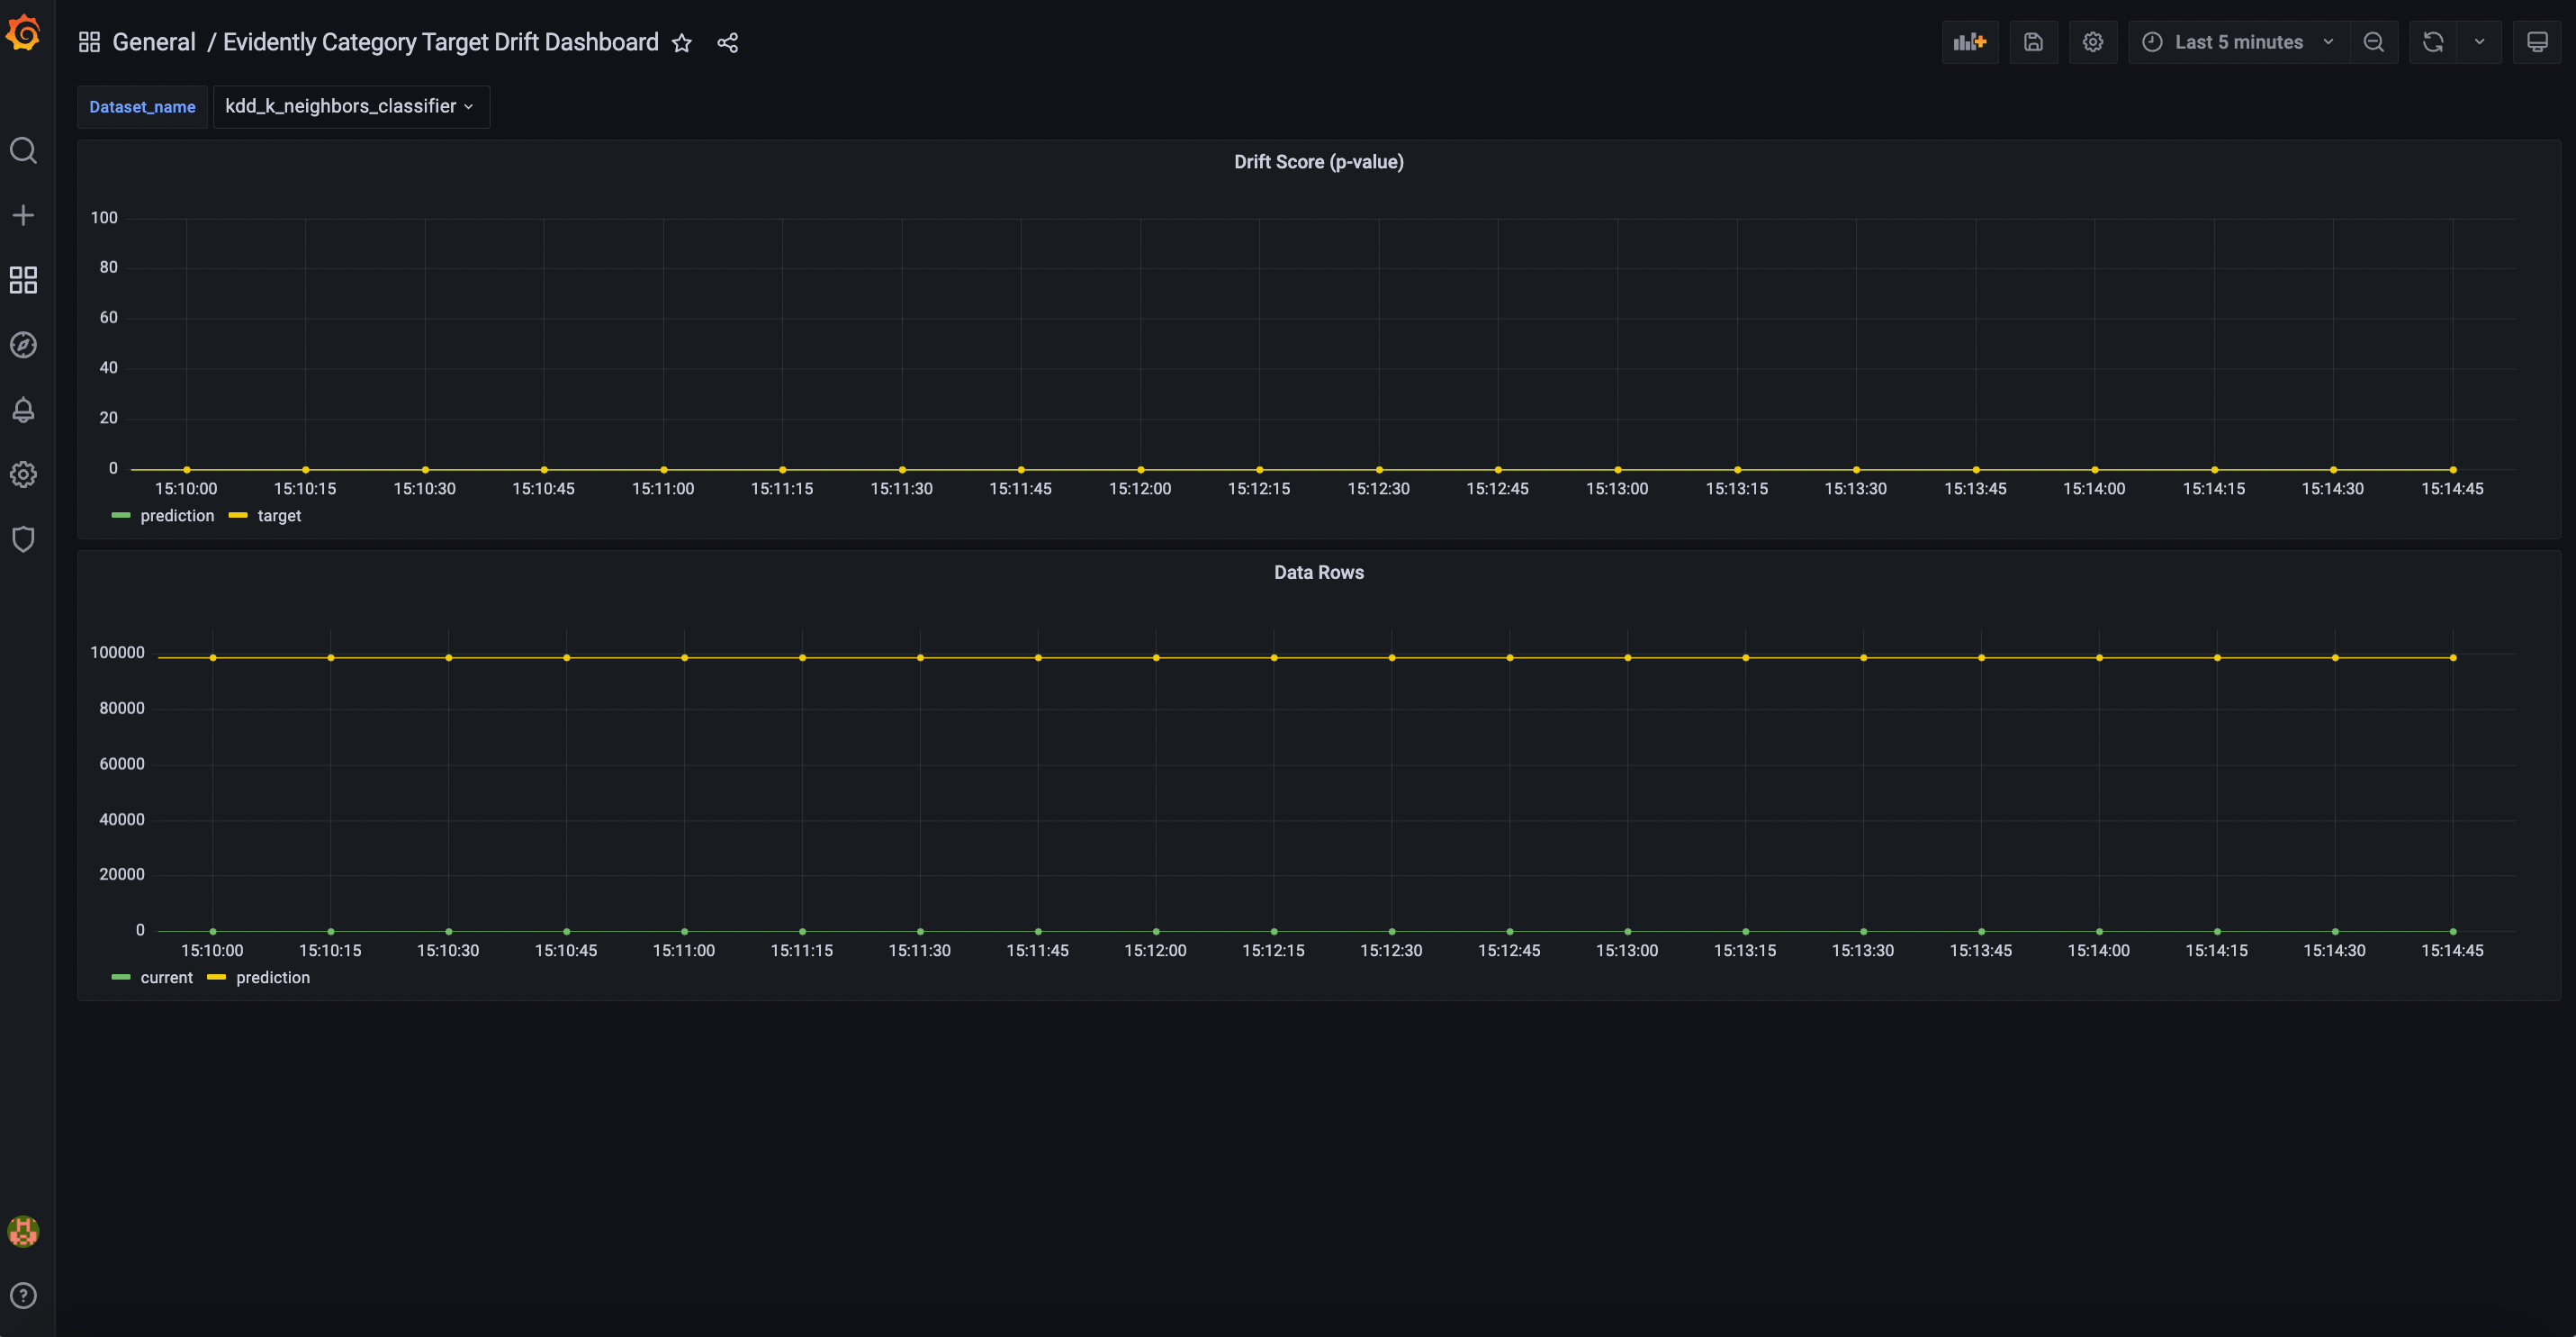 General / Evidently Category Target Drift Dashboard
Last 5 minutes
Dataset_name
kdd_k_neighbors_classifier
Drift Score (p-value)
100
80
60
40
20
0
15:10:00 15:10:15 15:10:30 15:10:45 15:11:00 15:11:15 15:11:30 15:11:45 15:12:00 15:12:15 15:12:30 15:12:45 15:13:00 15:13:15 15:13:30 15:13:45 15:14:00 15:14:15 15:14:30 15:14:45
prediction target
Data Rows
100000
80000
60000
40000
20000
0
15:10:00 15:10:15 15:10:30 15:10:45 15:11:00 15:11:15 15:11:30 15:11:45 15:12:00 15:12:15 15:12:30 15:12:45 15:13:00 15:13:15 15:13:30 15:13:45 15:14:00 15:14:15 15:14:30 15:14:45
current prediction